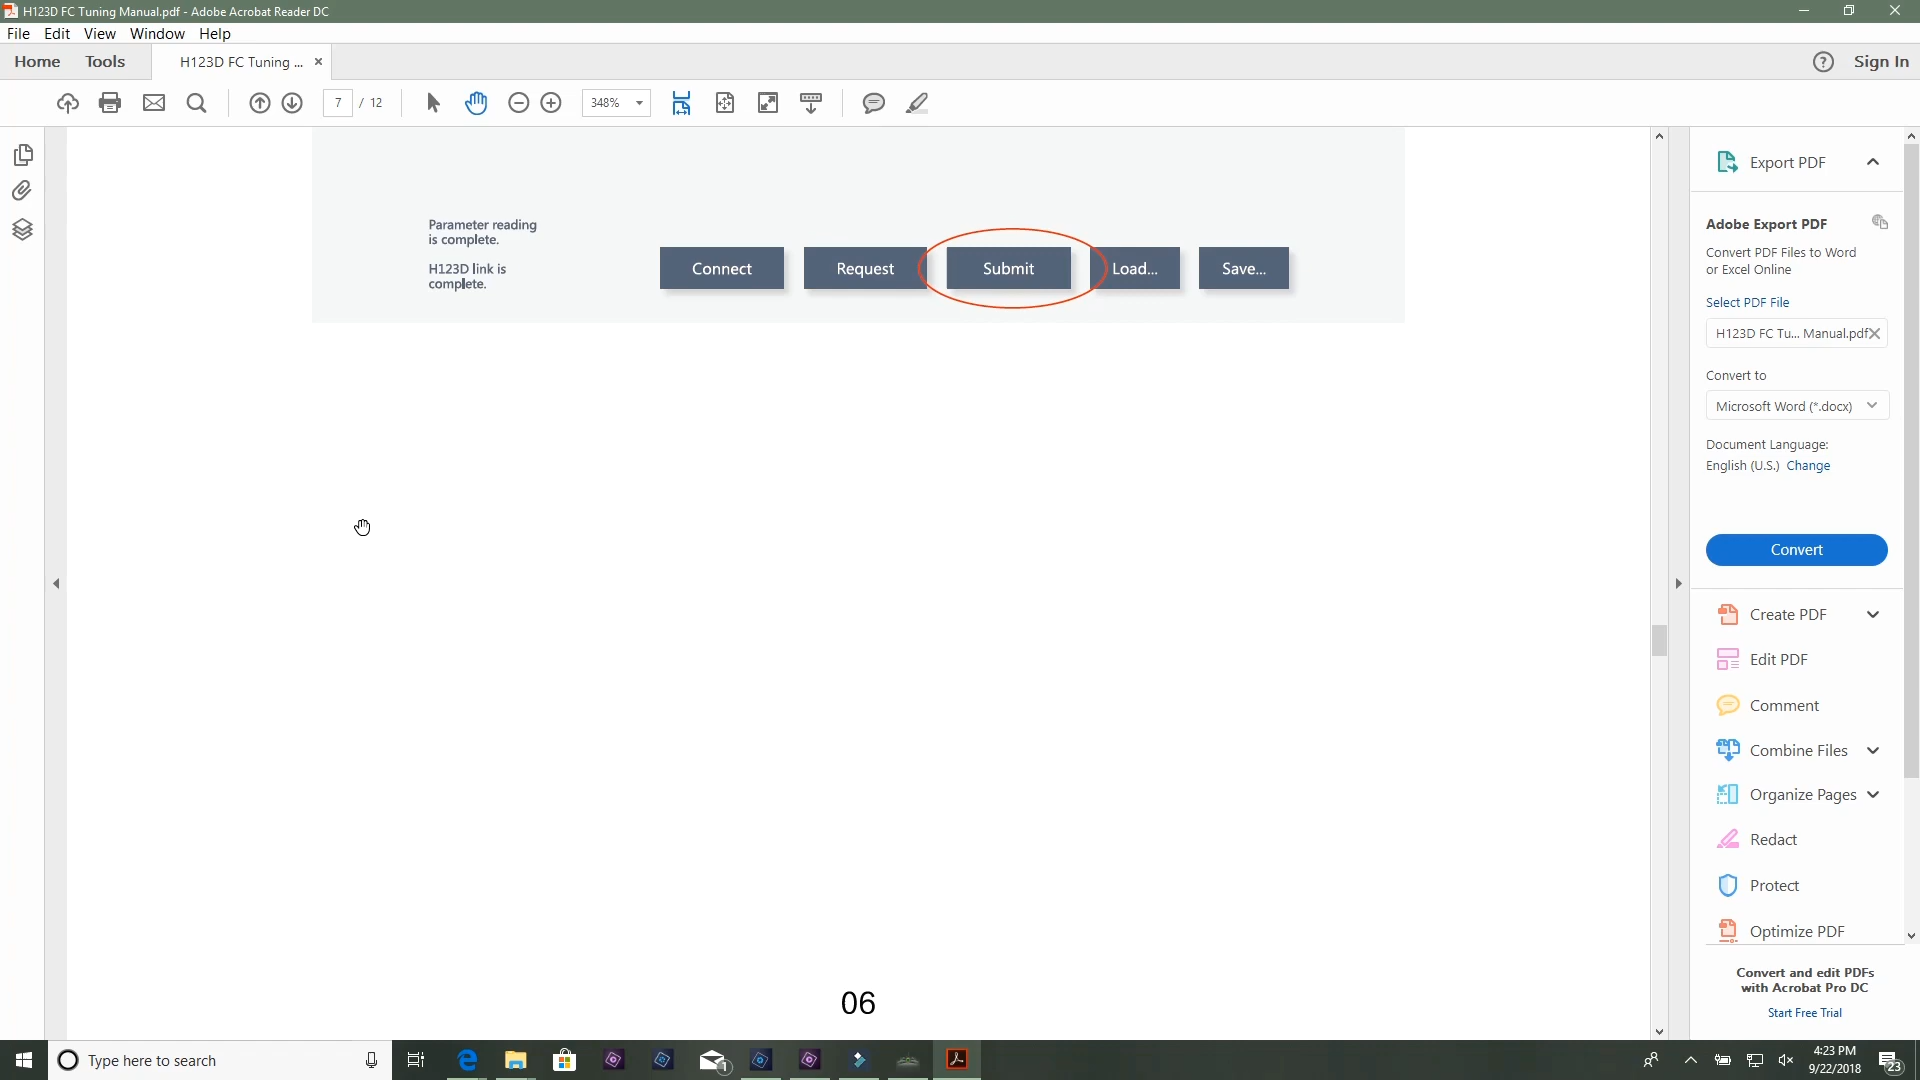 H123D FC Tuning Manual.pdf - Adobe Acrobat Reader DC
File Edit View Window Help
Home Tools H123D FC Tuning ... × Sign In
7 / 12 348%
Export PDF
Adobe Export PDF
Convert PDF Files to Word
or Excel Online
Select PDF File
H123D FC Tu... Manual.pdf
Convert to
Microsoft Word (*.docx)
Document Language:
English (U.S.) Change
Convert
Create PDF
Edit PDF
Comment
Combine Files
Organize Pages
Redact
Protect
Optimize PDF
Convert and edit PDFs
with Acrobat Pro DC
Start Free Trial
Parameter reading
is complete.
H123D link is
complete.
Connect Request Submit Load... Save...
06
Type here to search
1
4:23 PM
9/22/2018
23